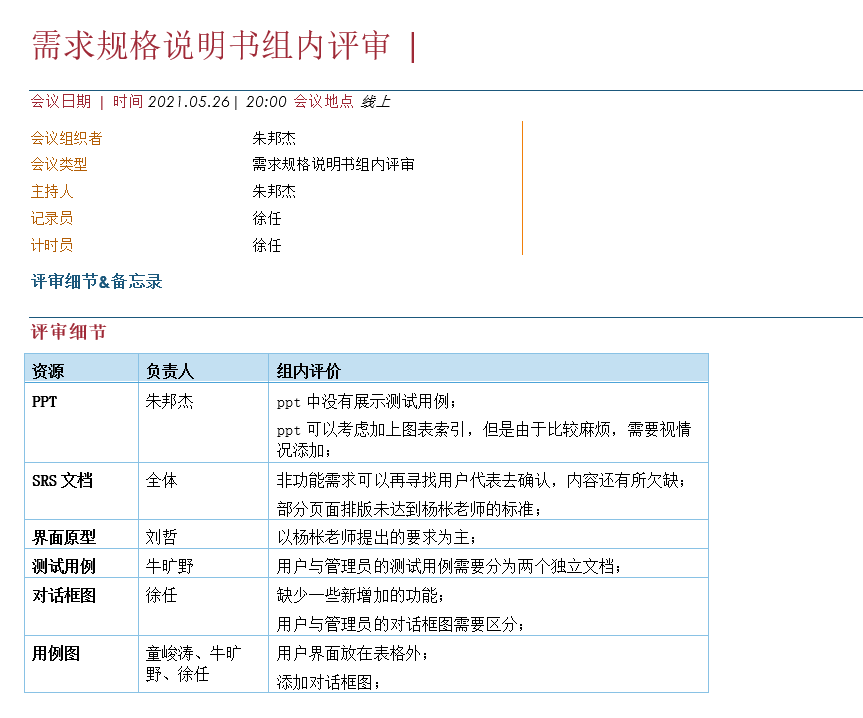 需求规格说明书组内评审 |
会议日期 | 时间 2021.05.26| 20:00 会议地点 线上
会议组织者 朱邦杰
会议类型 需求规格说明书组内评审
主持人 朱邦杰
记录员 徐任
计时员 徐任
评审细节&备忘录
评审细节
资源 负责人 组内评价
PPT 朱邦杰 ppt 中没有展示测试用例;
ppt 可以考虑加上图表索引，但是由于比较麻烦，需要视情
况添加;
SRS 文档 全体 非功能需求可以再寻找用户代表去确认，内容还有所欠缺;
部分页面排版未达到杨枨老师的标准;
界面原型 刘哲 以杨枨老师提出的要求为主;
测试用例 牛旷野 用户与管理员的测试用例需要分为两个独立文档;
对话框图 徐任 缺少一些新增加的功能;
用户与管理员的对话框图需要区分;
用例图 童峻涛、牛旷 用户界面放在表格外;
野、徐任 添加对话框图;